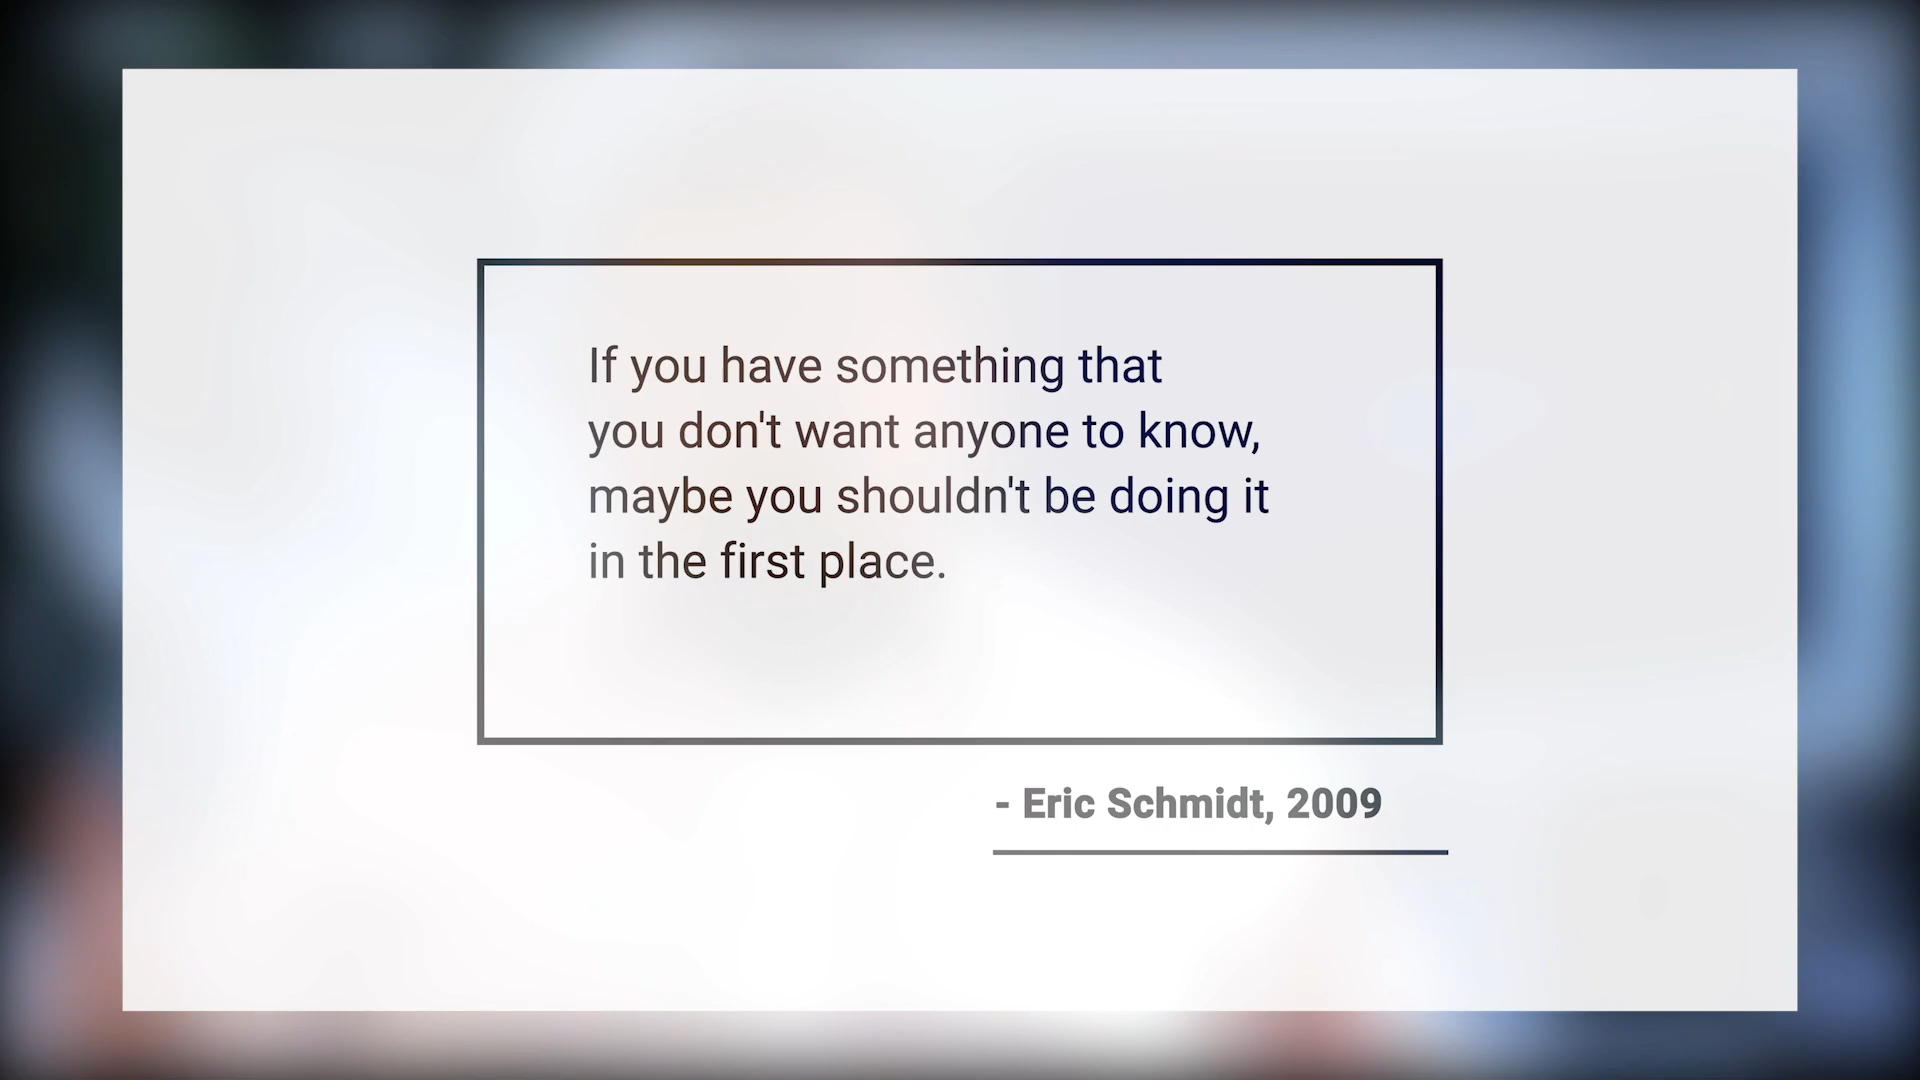 If you have something that
you don't want anyone to know,
maybe you shouldn't be doing it
in the first place.
- Eric Schmidt, 2009